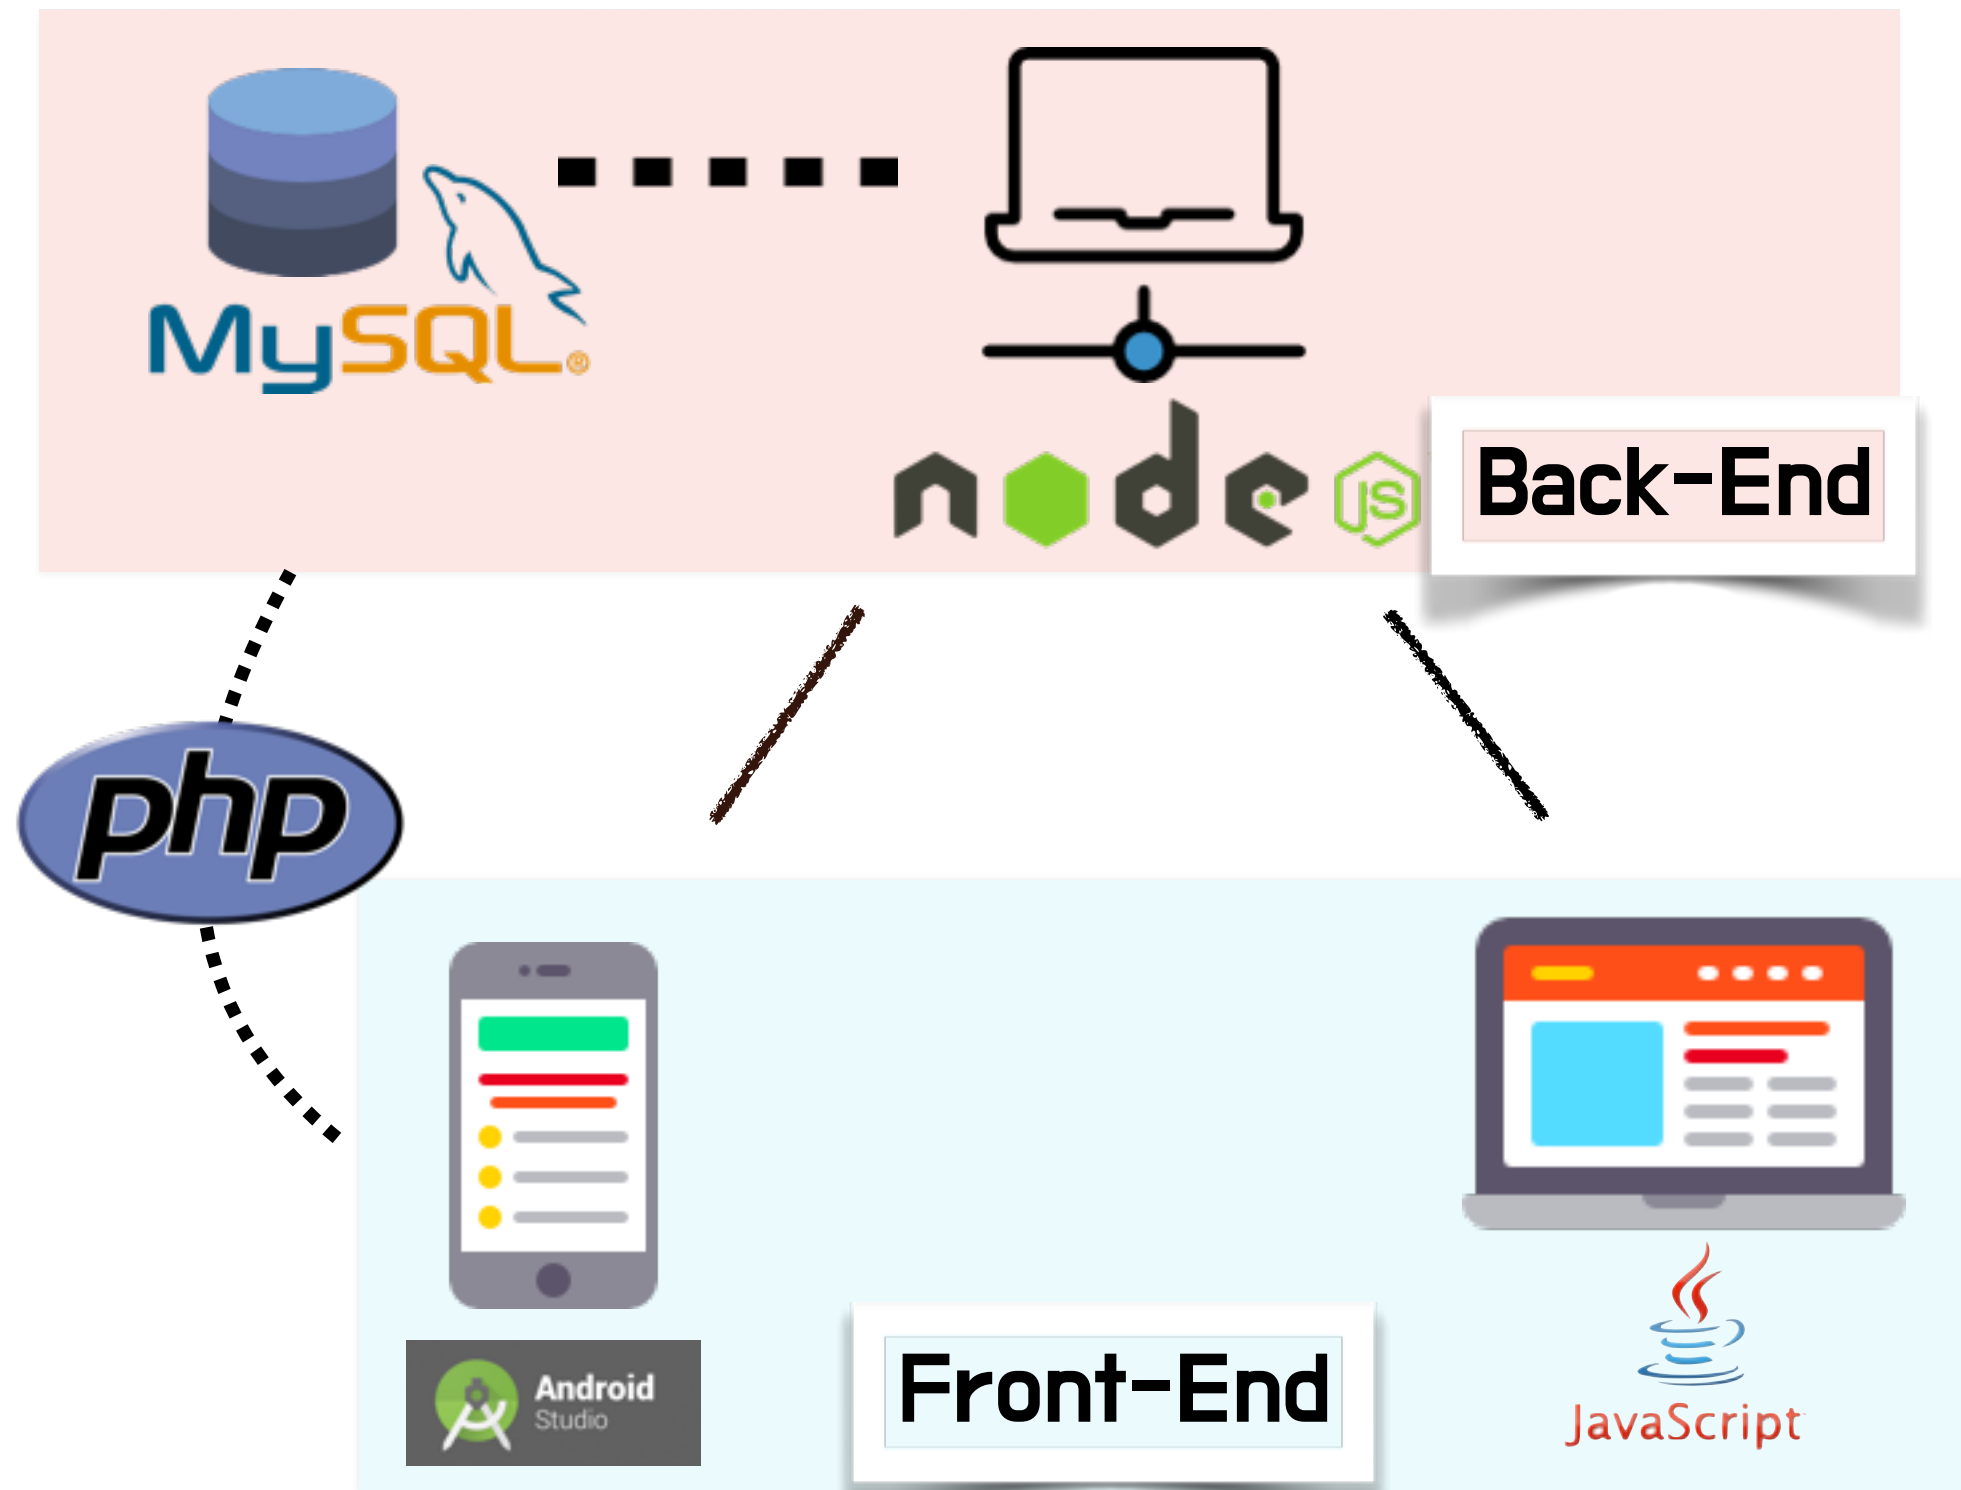 MySQL®
node
JS
Back-End
php
Android
Studio
Front-End
JavaScript